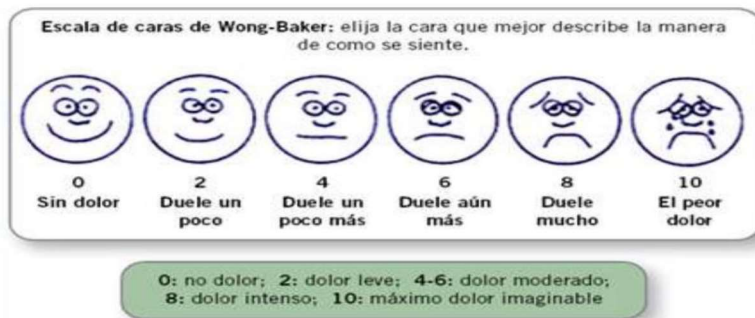 Escala de caras de Wong-Baker: elija la cara que mejor describe la manera
de como se siente.
0 2 4 6 8 10
Sin dolor Duele un Duele un Duele aún Duele El peor
poco poco más más mucho dolor
0: no dolor; 2: dolor leve; 4-6: dolor moderado;
8: dolor intenso; 10: máximo dolor imaginable